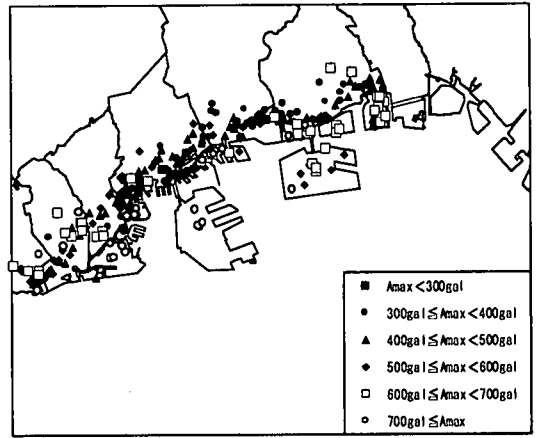 Amax＜300gal
300gal≦Amax＜400gal
400gal≦Amax＜500gal
500gal≦Amax＜600gal
600gal≦Amax＜700gal
700gal≦Amax